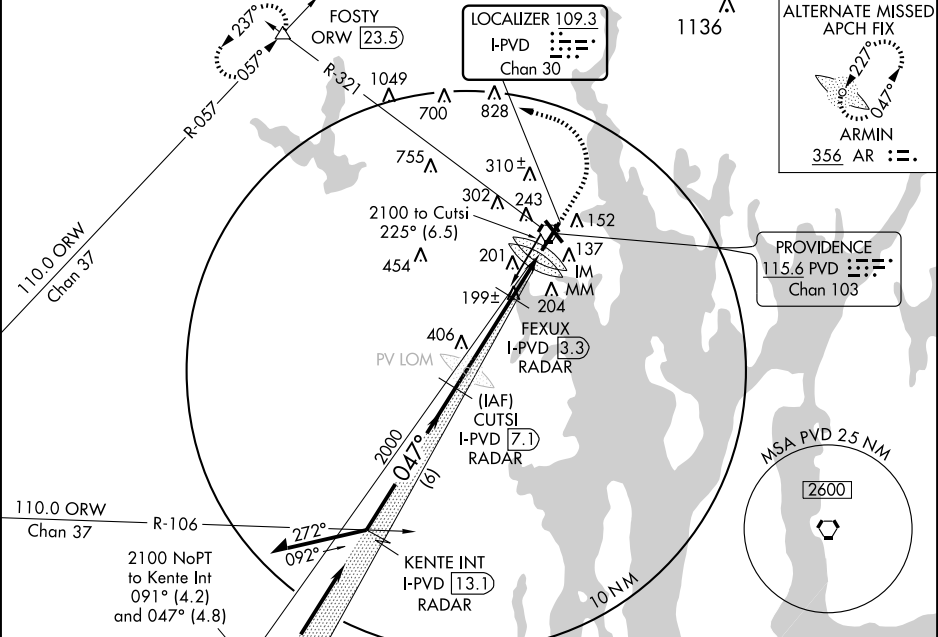 FOSTY
ORW 23.5
237°
057°
R-057
R-321
110.0 ORW
Chan 37
LOCALIZER 109.3
I-PVD
Chan 30
1136
ALTERNATE MISSED
APCH FIX
227°
047°
ARMIN
356 AR
1049
700
828
755
310±
302
243
152
2100 to Cutsi
225° (6.5)
454
201
137
IM
MM
199±
204
PROVIDENCE
115.6 PVD
Chan 103
FEXUX
I-PVD 3.3
RADAR
406
PV LOM
(IAF)
CUTSI
I-PVD 7.1
RADAR
2000
047°
(6)
MSA PVD 25 NM
2600
110.0 ORW
Chan 37
R-106
272°
092°
KENTE INT
I-PVD 13.1
RADAR
2100 NoPT
to Kente Int
091° (4.2)
and 047° (4.8)
10 NM